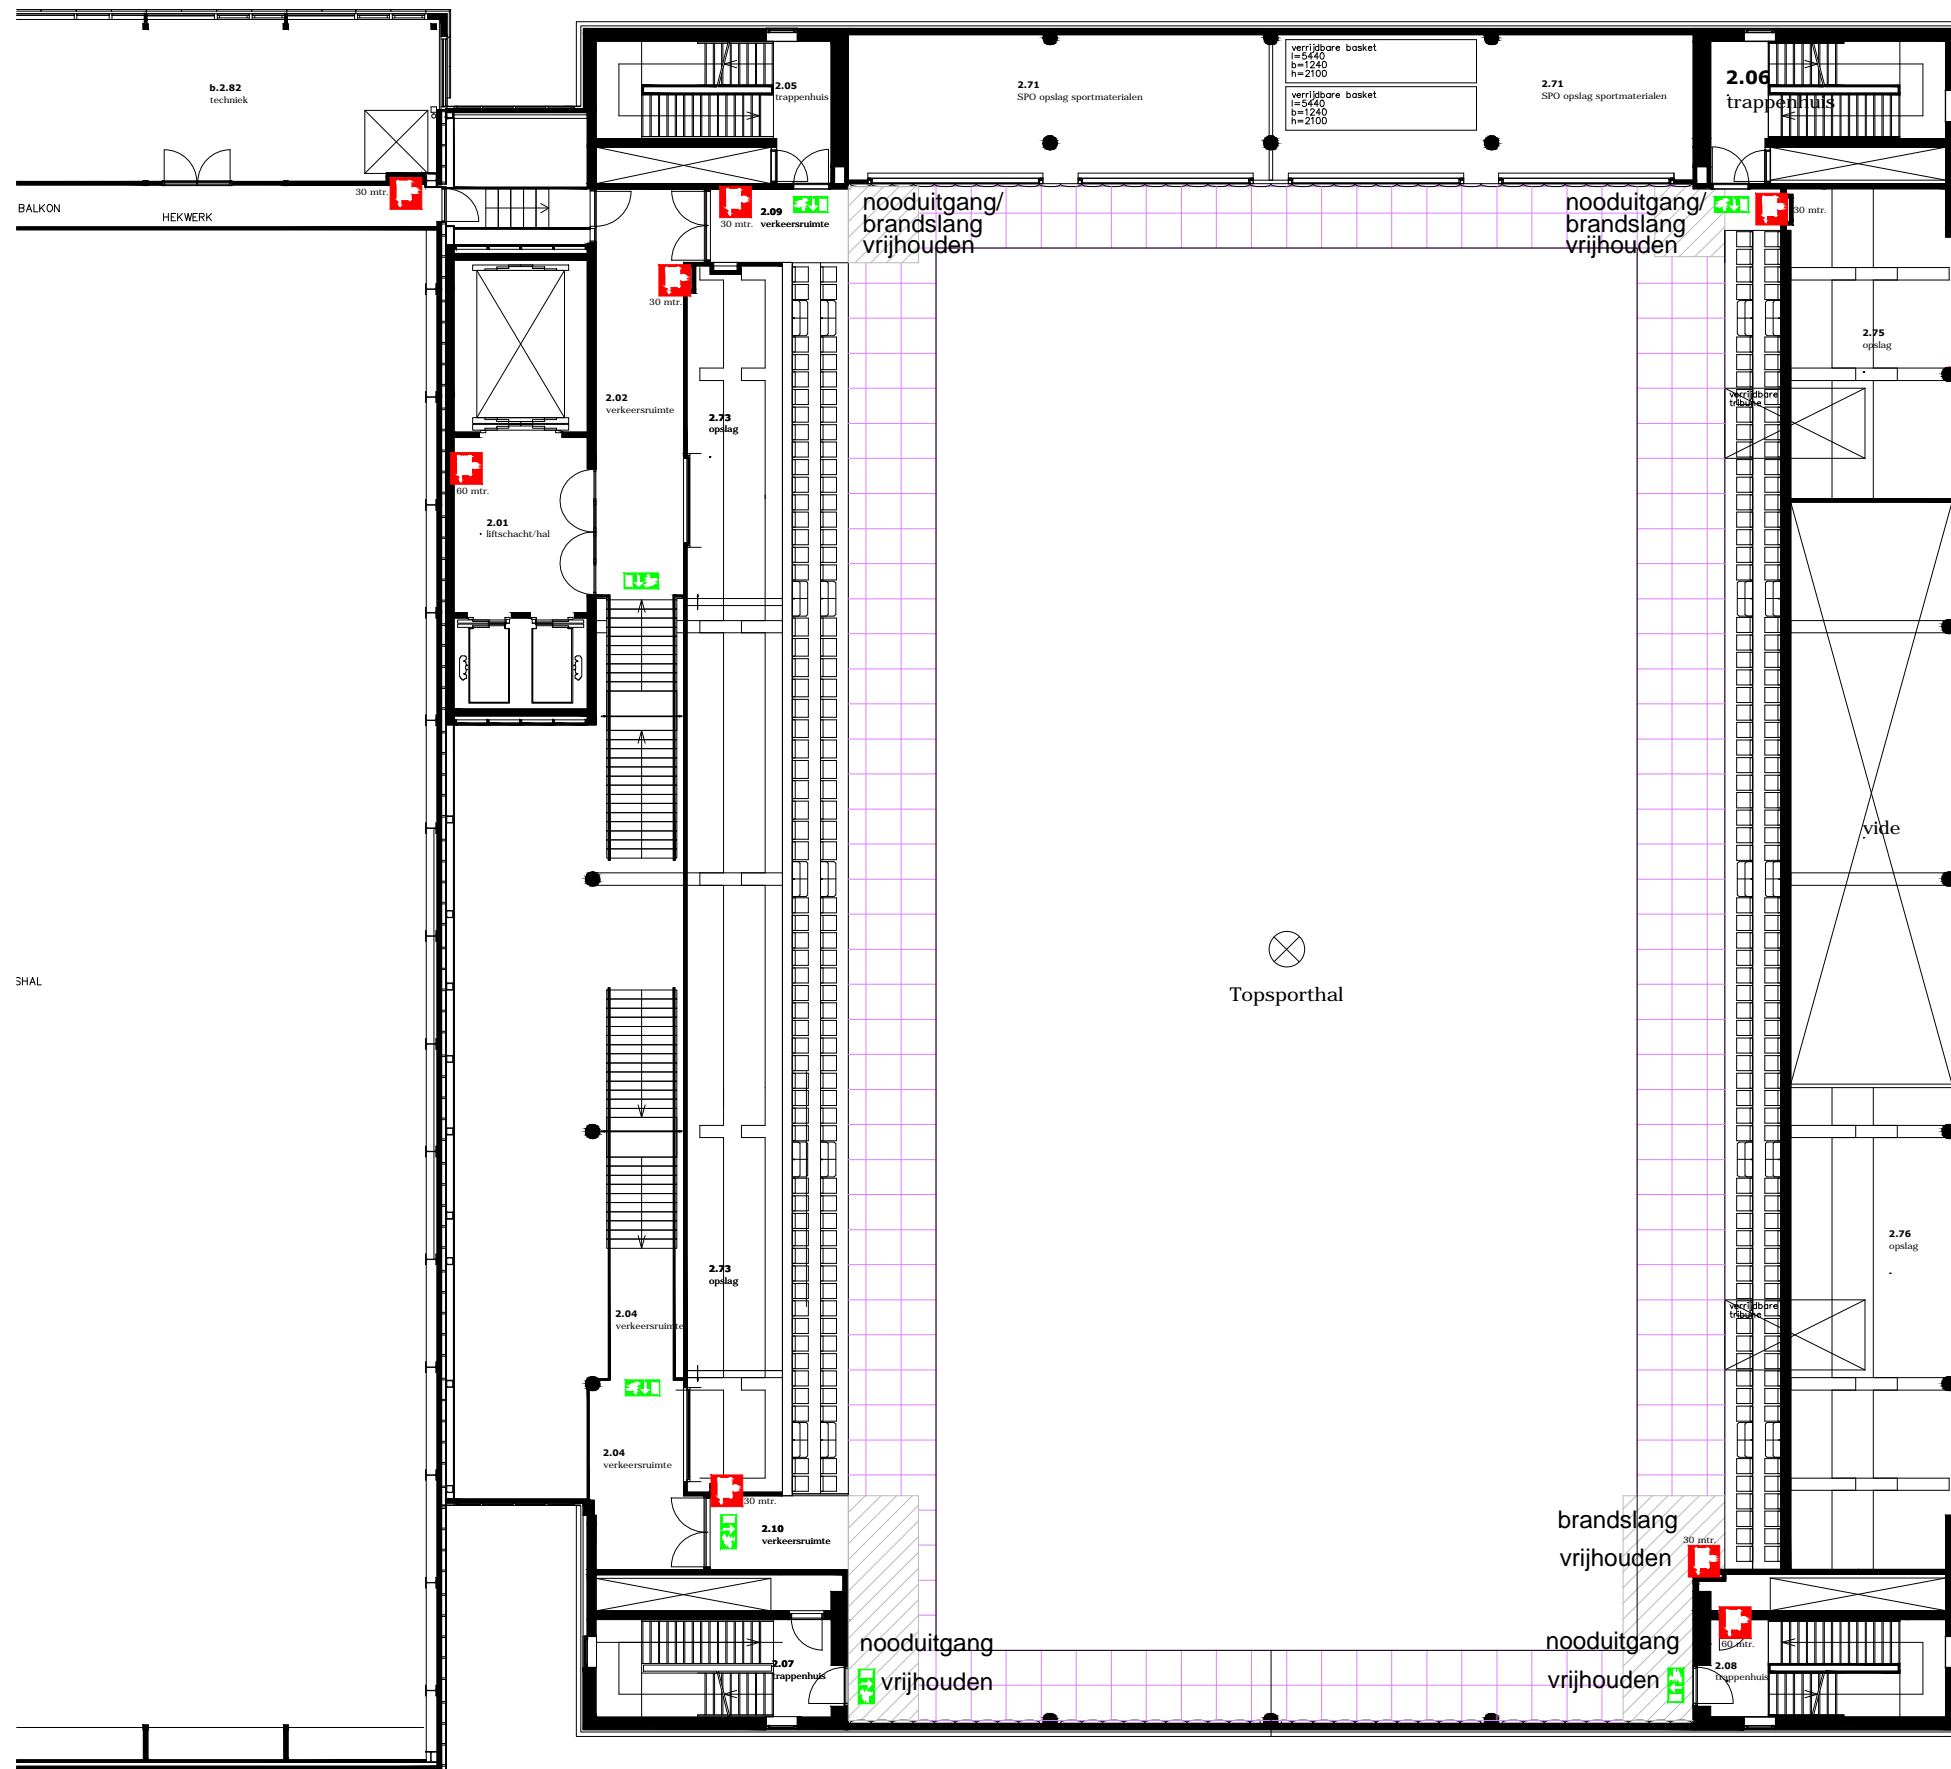 b.2.82
techniek
2.05
trappenhuis
2.71
SPO opslag sportmaterialen
verrijdbare basket
l=5440
b=1240
h=2100
verrijdbare basket
l=5440
b=1240
h=2100
2.71
SPO opslag sportmaterialen
2.06
trappenhuis
30 mtr.
BALKON
HEKWERK
30 mtr.
2.09
verkeersruimte
nooduitgang/
brandslang
vrijhouden
nooduitgang/
brandslang
vrijhouden
30 mtr.
30 mtr.
2.75
opslag
2.02
verkeersruimte
2.73
opslag
verrijdbare
tribune
60 mtr.
2.01
liftschacht/hal
vide
SHAL
Topsporthal
2.76
opslag
2.73
opslag
2.04
verkeersruimte
verrijdbare
tribune
2.04
verkeersruimte
30 mtr.
2.10
verkeersruimte
brandslang
vrijhouden
30 mtr.
nooduitgang
vrijhouden
nooduitgang
vrijhouden
60 mtr.
2.07
trappenhuis
2.08
trappenhuis